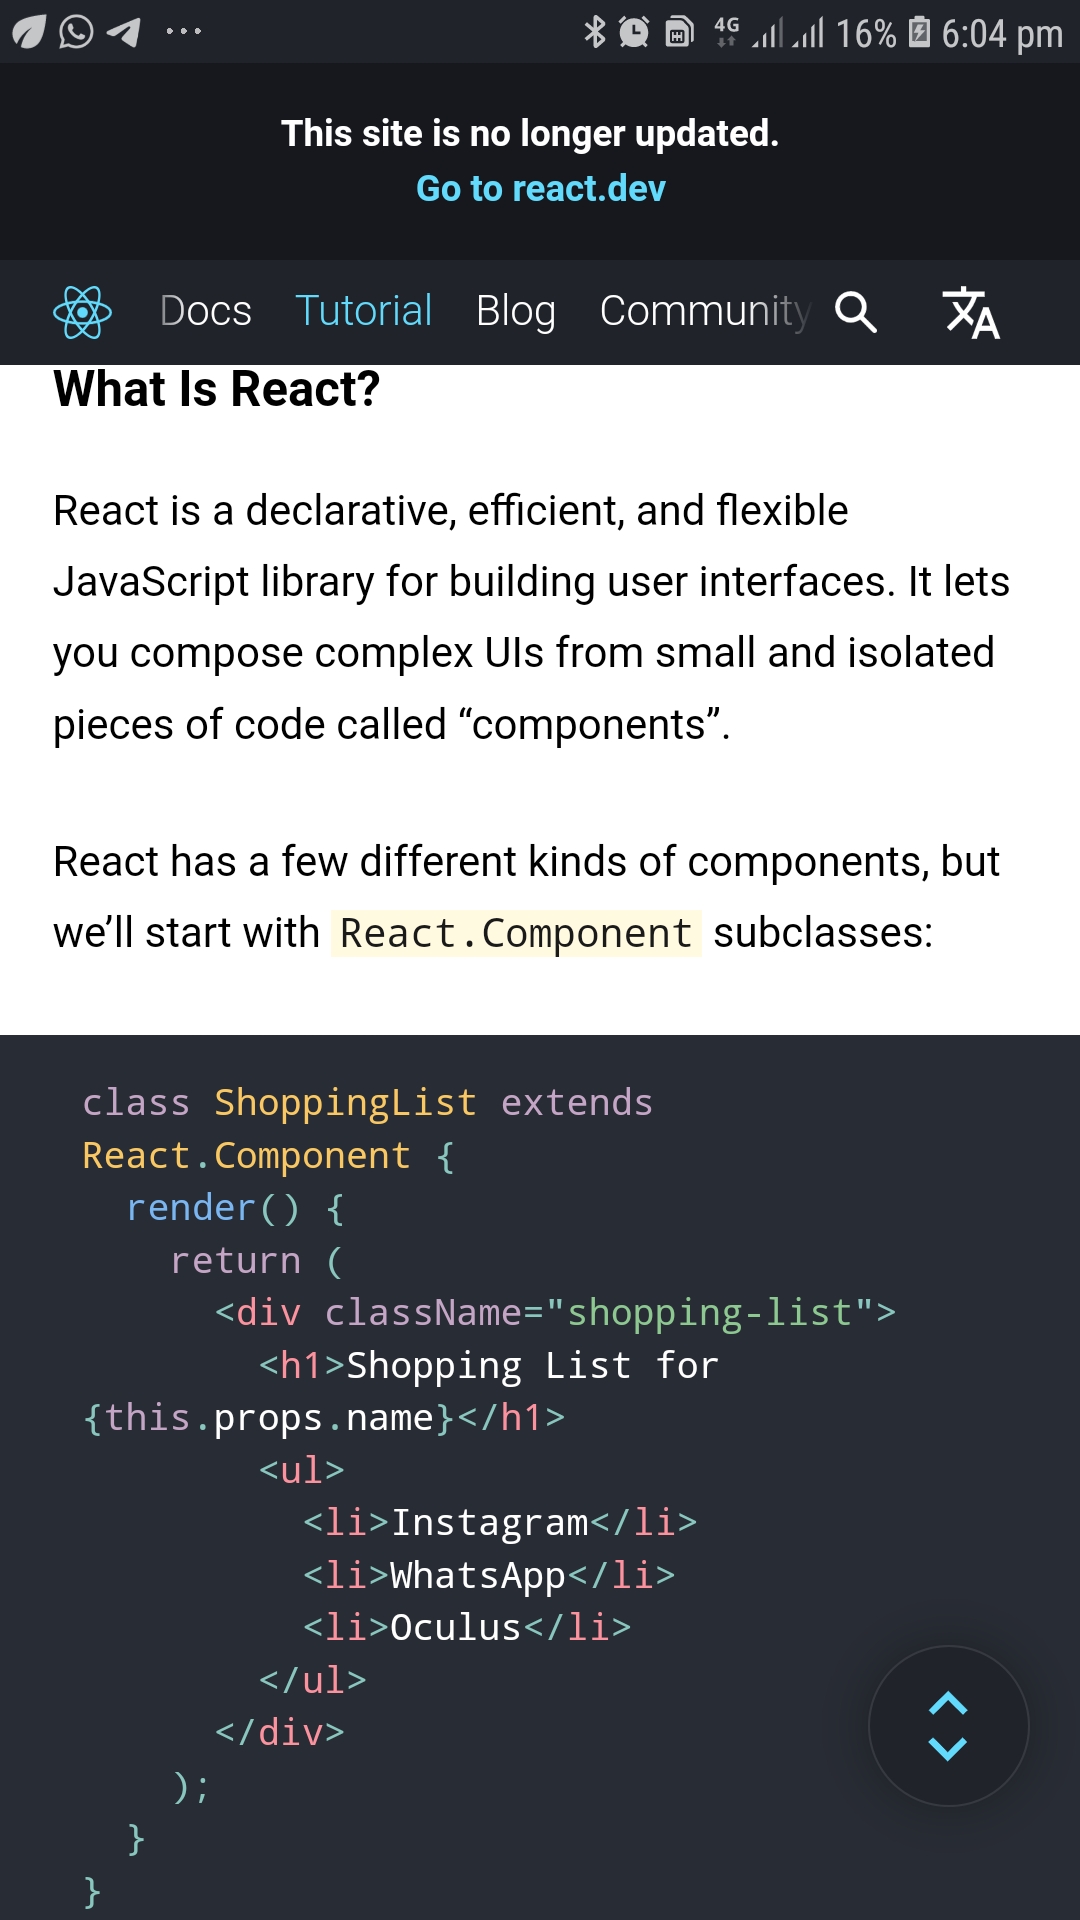 4G 16% 6:04 pm
This site is no longer updated.
Go to react.dev
Docs Tutorial Blog Community
What Is React?
React is a declarative, efficient, and flexible
JavaScript library for building user interfaces. It lets
you compose complex UIs from small and isolated
pieces of code called “components”.
React has a few different kinds of components, but
we’ll start with React.Component subclasses:
class ShoppingList extends
React.Component {
  render() {
    return (
      <div className="shopping-list">
        <h1>Shopping List for
{this.props.name}</h1>
        <ul>
          <li>Instagram</li>
          <li>WhatsApp</li>
          <li>Oculus</li>
        </ul>
      </div>
    );
  }
}